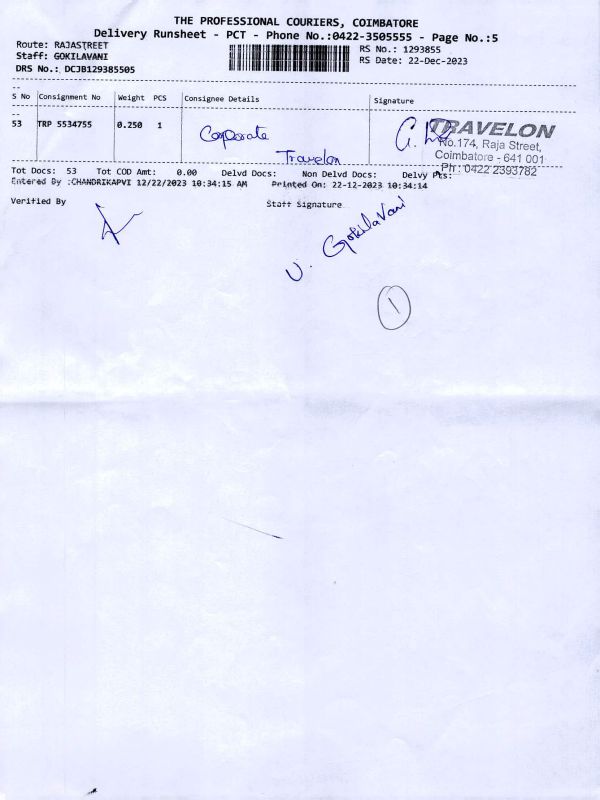 THE PROFESSIONAL COURIERS, COIMBATORE
Delivery Runsheet - PCT - Phone No.:0422-3505555 - Page No.:5
Route: RAJASTREET
Staff: GOKILAVANI
DRS No.: DCJB129385505
RS No.: 1293855
RS Date: 22-Dec-2023
S No Consignment No Weight PCS Consignee Details Signature
53 TRP 5534755 0.250 1 Corporate
Travelon
G.
TRAVELON
No.174, Raja Street,
Coimbatore - 641 001
Ph : 0422 2393782
Tot Docs: 53 Tot COD Amt: 0.00 Delvd Docs: Non Delvd Docs: Delvy Pts:
Entered By :CHANDRIKAPVI 12/22/2023 10:34:15 AM Printed On: 22-12-2023 10:34:14
Verified By Staff Signature
V. GokilaVani
1